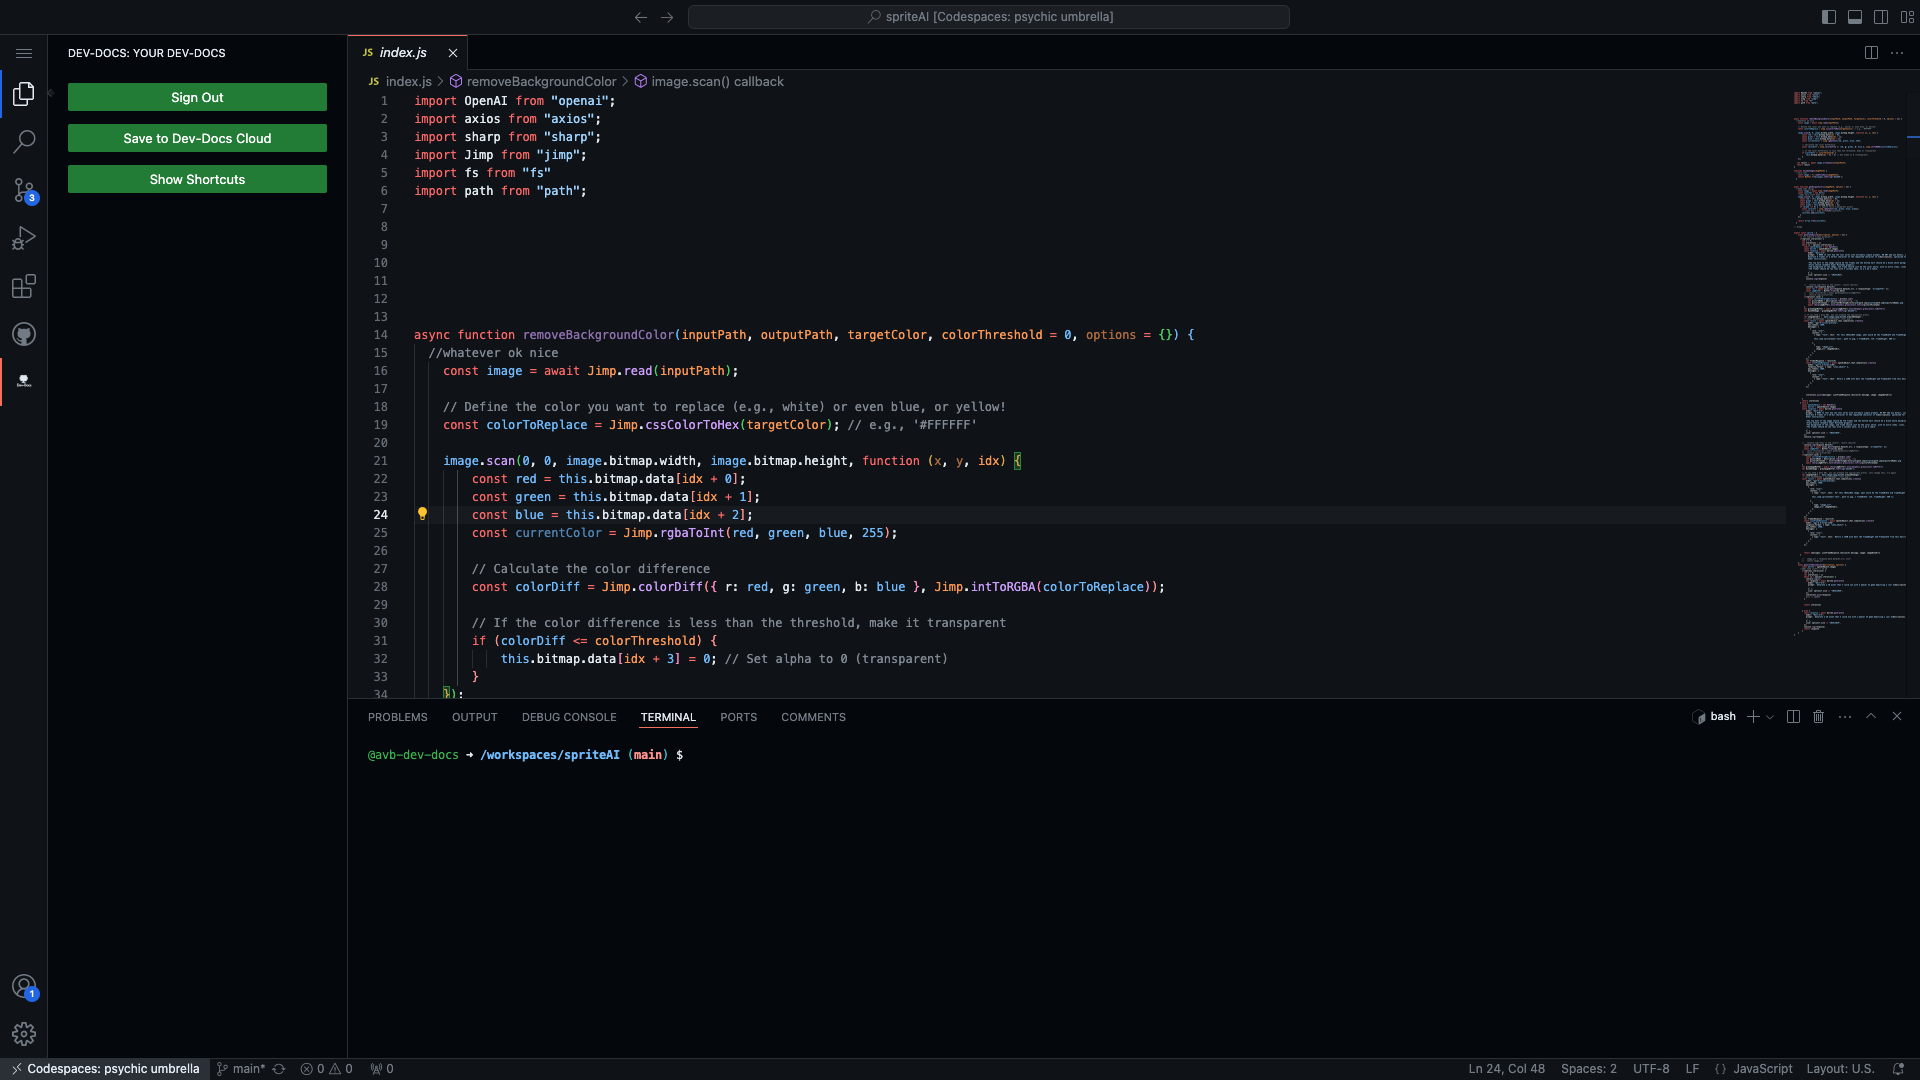 spriteAI [Codespaces: psychic umbrella]
DEV-DOCS: YOUR DEV-DOCS
Sign Out
Save to Dev-Docs Cloud
Show Shortcuts
3
Dev-Docs
1
JS index.js
JS index.js > removeBackgroundColor > image.scan() callback
1 import OpenAI from "openai";
2 import axios from "axios";
3 import sharp from "sharp";
4 import Jimp from "jimp";
5 import fs from "fs"
6 import path from "path";
7
8
9
10
11
12
13
14 async function removeBackgroundColor(inputPath, outputPath, targetColor, colorThreshold = 0, options = {}) {
15 //whatever ok nice
16 const image = await Jimp.read(inputPath);
17
18 // Define the color you want to replace (e.g., white) or even blue, or yellow!
19 const colorToReplace = Jimp.cssColorToHex(targetColor); // e.g., '#FFFFFF'
20
21 image.scan(0, 0, image.bitmap.width, image.bitmap.height, function (x, y, idx) {
22 const red = this.bitmap.data[idx + 0];
23 const green = this.bitmap.data[idx + 1];
24 const blue = this.bitmap.data[idx + 2];
25 const currentColor = Jimp.rgbaToInt(red, green, blue, 255);
26
27 // Calculate the color difference
28 const colorDiff = Jimp.colorDiff({ r: red, g: green, b: blue }, Jimp.intToRGBA(colorToReplace));
29
30 // If the color difference is less than the threshold, make it transparent
31 if (colorDiff <= colorThreshold) {
32 this.bitmap.data[idx + 3] = 0; // Set alpha to 0 (transparent)
33 }
34 });
PROBLEMS OUTPUT DEBUG CONSOLE TERMINAL PORTS COMMENTS
bash
@avb-dev-docs → /workspaces/spriteAI (main) $
Codespaces: psychic umbrella main* 0 0 0
Ln 24, Col 48 Spaces: 2 UTF-8 LF {} JavaScript Layout: U.S.